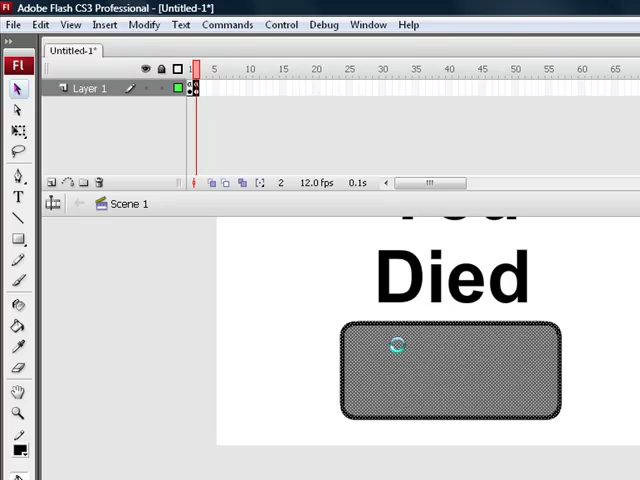 Fl Adobe Flash CS3 Professional - [Untitled-1*]
File Edit View Insert Modify Text Commands Control Debug Window Help
Untitled-1*
1 5 10 15 20 25 30 35 40 45 50 55 60 65
Fl
Layer 1
2 12.0 fps 0.1s
Scene 1
T
You
Died